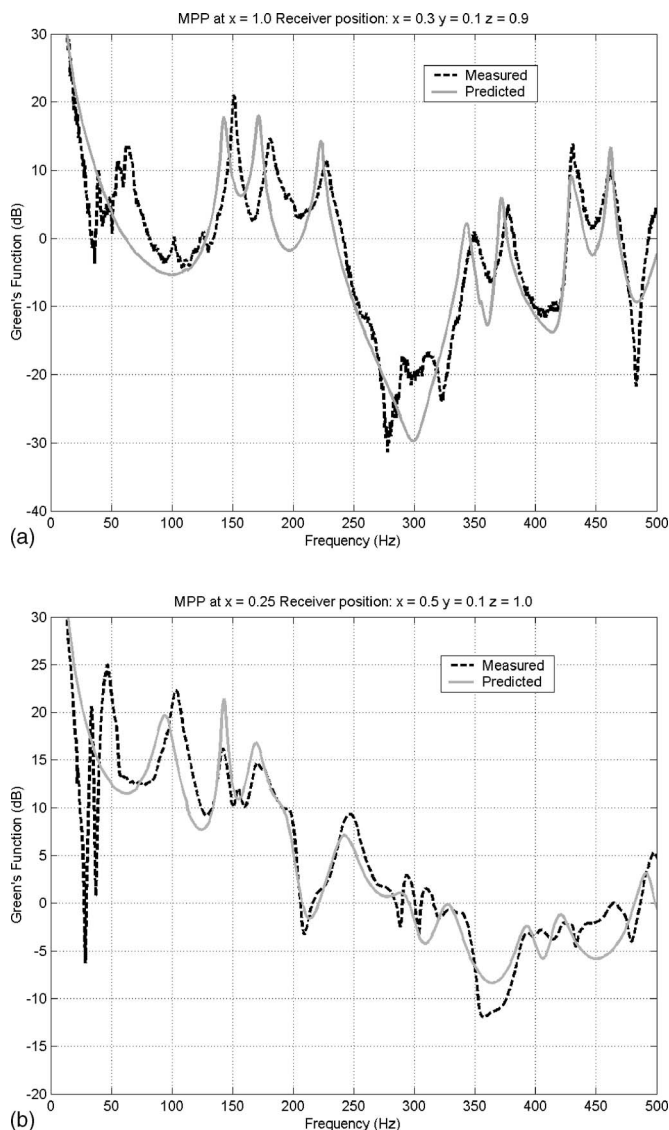 MPP at x = 1.0 Receiver position: x = 0.3 y = 0.1 z = 0.9
30
20
10
0
-10
-20
-30
-40
Green's Function (dB)
Measured
Predicted
0 50 100 150 200 250 300 350 400 450 500
Frequency (Hz)
(a)
MPP at x = 0.25 Receiver position: x = 0.5 y = 0.1 z = 1.0
30
25
20
15
10
5
0
-5
-10
-15
-20
Green's Function (dB)
Measured
Predicted
0 50 100 150 200 250 300 350 400 450 500
Frequency (Hz)
(b)